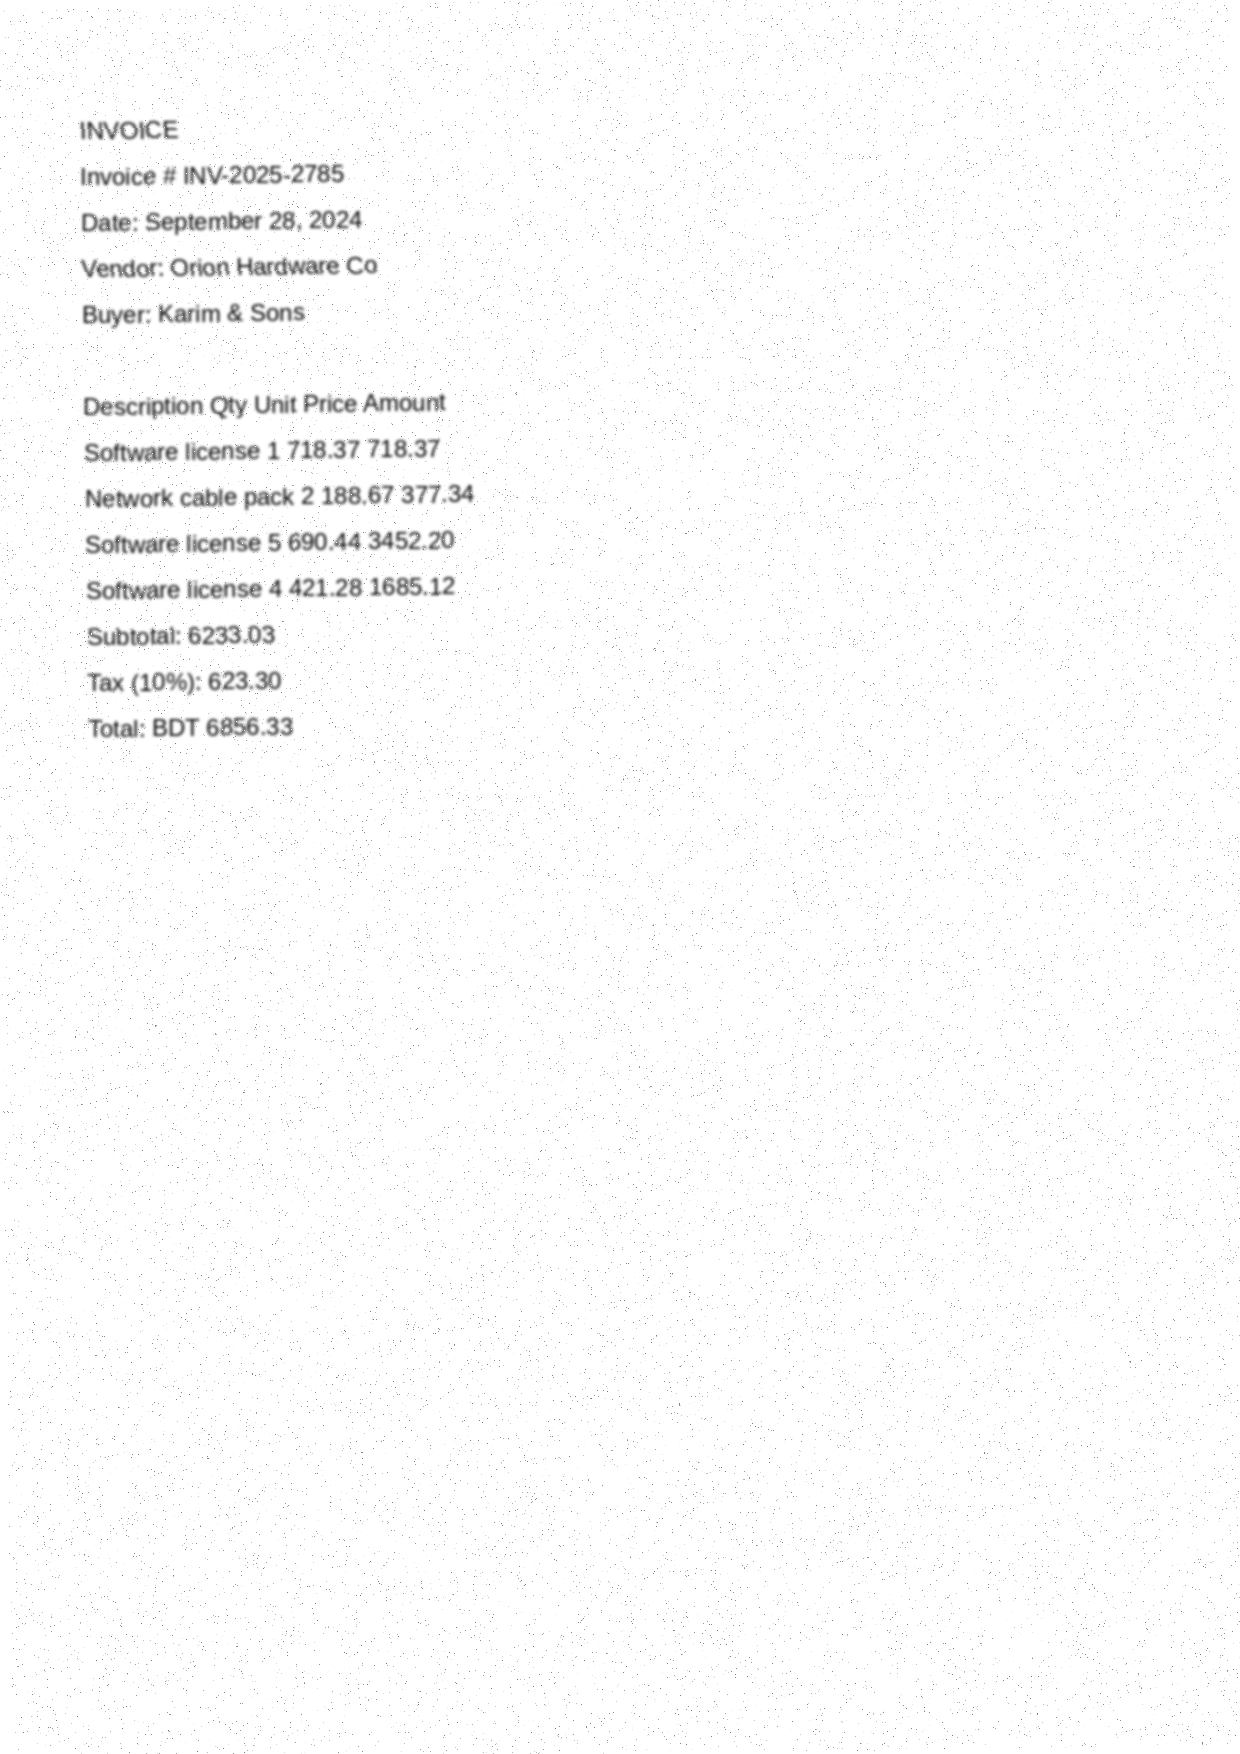 INVOICE
Invoice # INV-2025-2785
Date: September 28, 2024
Vendor: Orion Hardware Co
Buyer: Karim & Sons
Description Qty Unit Price Amount
Software license 1 718.37 718.37
Network cable pack 2 188.67 377.34
Software license 5 690.44 3452.20
Software license 4 421.28 1685.12
Subtotal: 6233.03
Tax (10%): 623.30
Total: BDT 6856.33